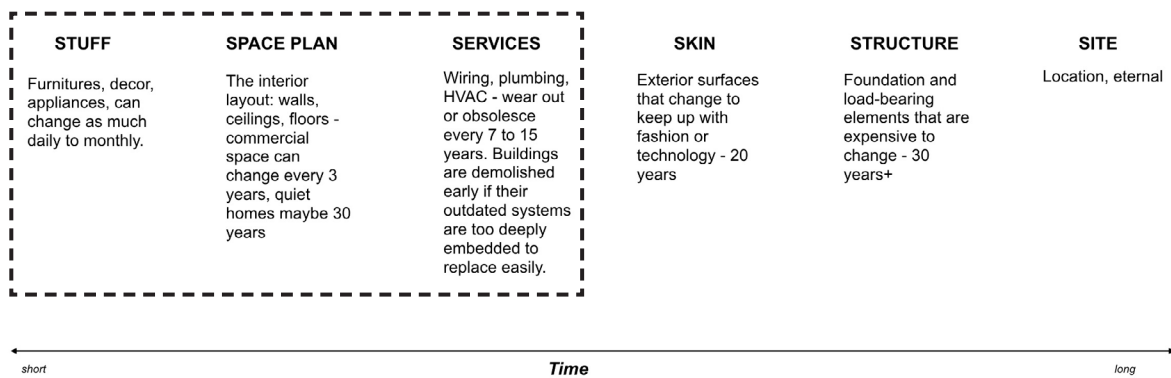 STUFF
Furnitures, decor,
appliances, can
change as much
daily to monthly.
SPACE PLAN
The interior
layout: walls,
ceilings, floors -
commercial
space can
change every 3
years, quiet
homes maybe 30
years
SERVICES
Wiring, plumbing,
HVAC - wear out
or obsolesce
every 7 to 15
years. Buildings
are demolished
early if their
outdated systems
are too deeply
embedded to
replace easily.
SKIN
Exterior surfaces
that change to
keep up with
fashion or
technology - 20
years
STRUCTURE
Foundation and
load-bearing
elements that are
expensive to
change - 30
years+
SITE
Location, eternal
short
Time
long